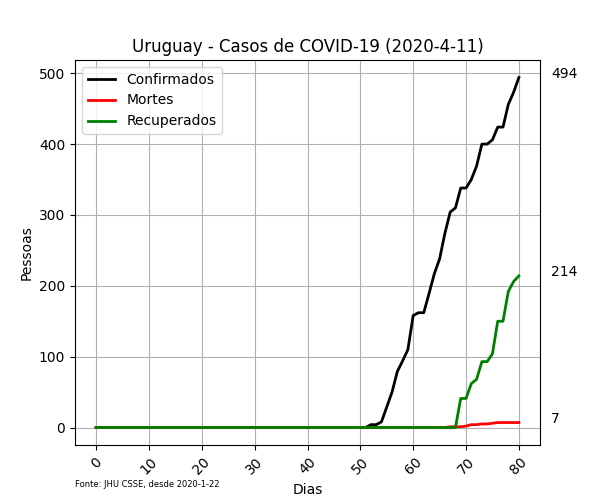 Uruguay - Casos de COVID-19 (2020-4-11)
Confirmados
Mortes
Recuperados
500
400
300
200
100
0
Pessoas
494
214
7
0
10
20
30
40
50
60
70
80
Dias
Fonte: JHU CSSE, desde 2020-1-22